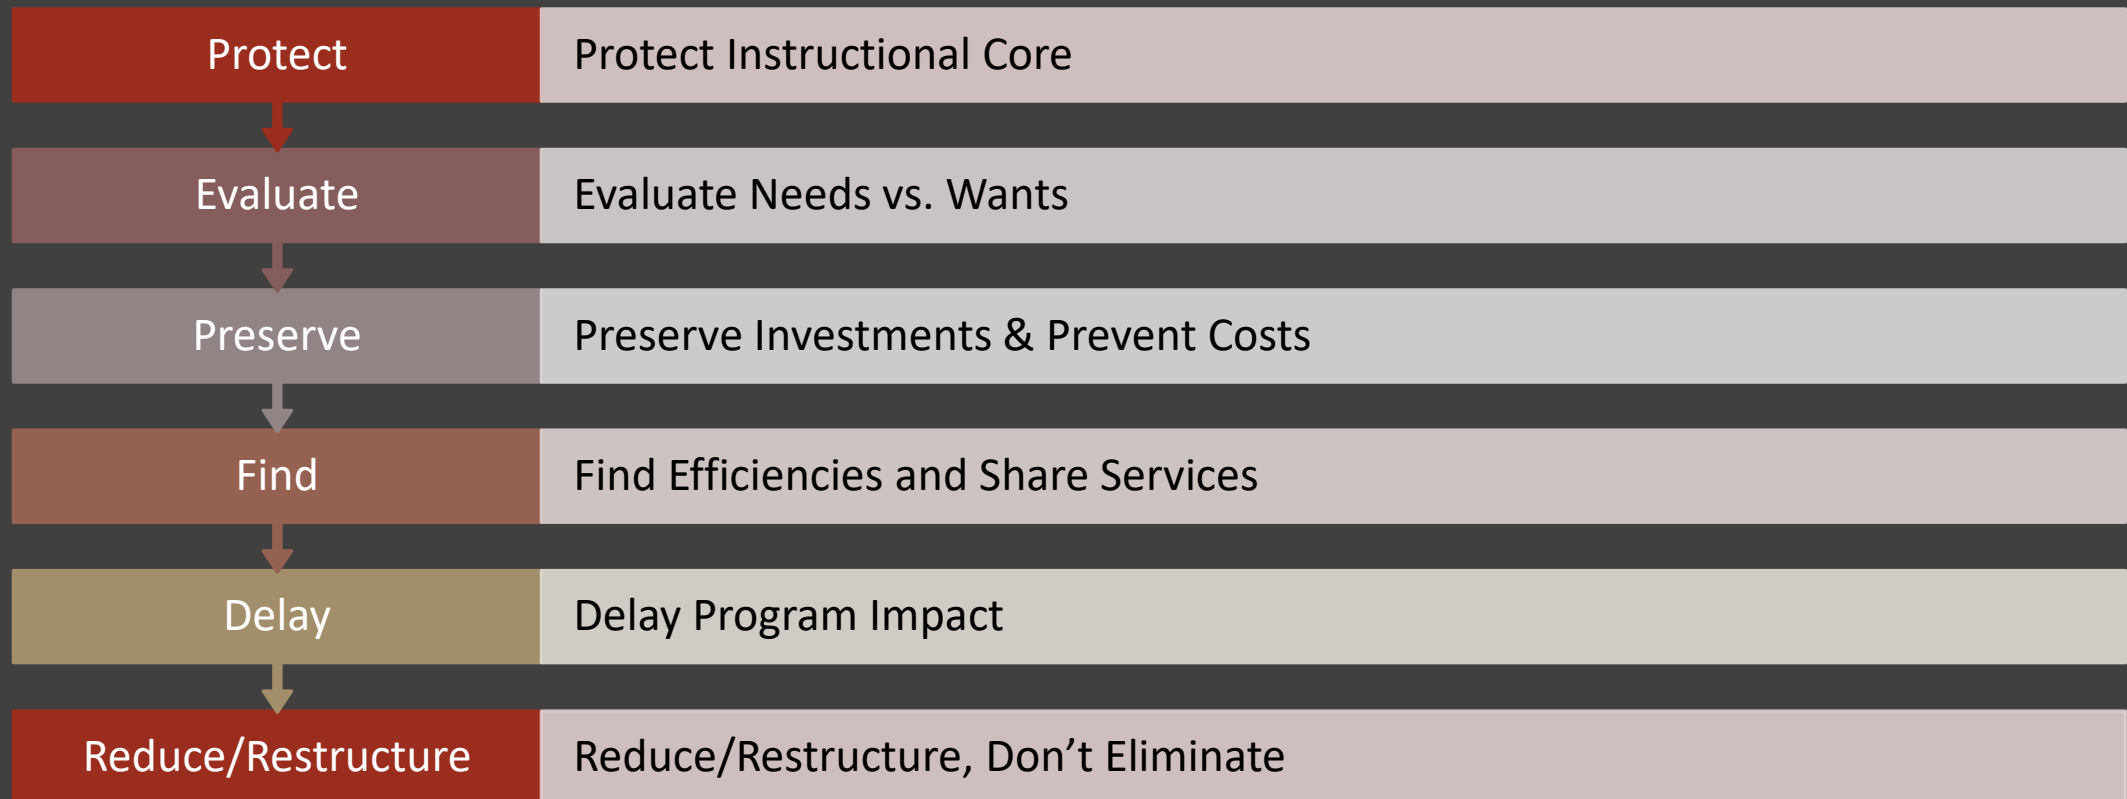 Protect
Protect Instructional Core
Evaluate
Evaluate Needs vs. Wants
Preserve
Preserve Investments & Prevent Costs
Find
Find Efficiencies and Share Services
Delay
Delay Program Impact
Reduce/Restructure
Reduce/Restructure, Don’t Eliminate